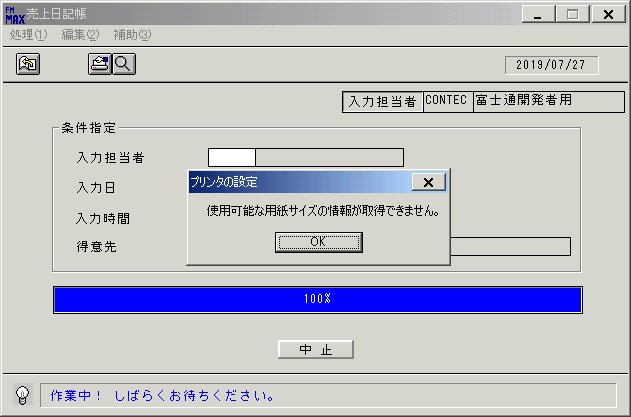 FM MAX 売上日記帳
処理(1) 編集(2) 補助(3)
2019/07/27
入力担当者 CONTEC 富士通開発者用
条件指定
入力担当者
入力日
入力時間
得意先
プリンタの設定
使用可能な用紙サイズの情報が取得できません。
OK
100%
中 止
作業中！ しばらくお待ちください。